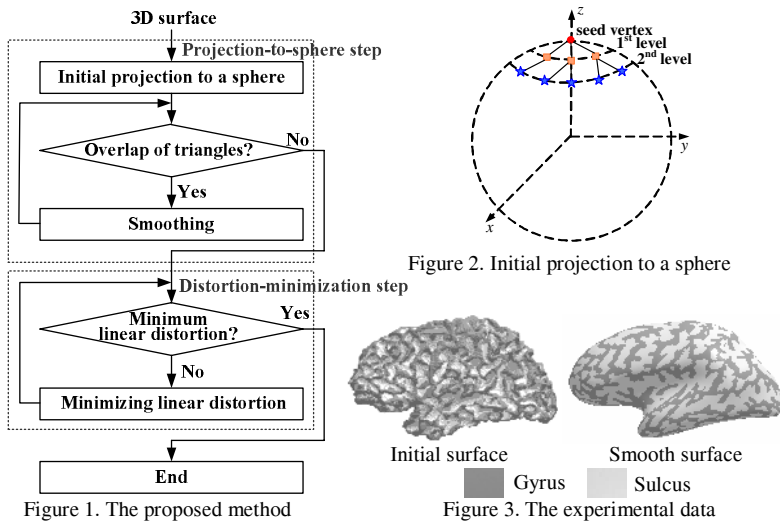 3D surface
Projection-to-sphere step
Initial projection to a sphere
Overlap of triangles?
No
Yes
Smoothing
Distortion-minimization step
Minimum
linear distortion?
Yes
No
Minimizing linear distortion
End
Figure 1. The proposed method
z
seed vertex
1st level
2nd level
y
x
Figure 2. Initial projection to a sphere
Initial surface
Smooth surface
Gyrus
Sulcus
Figure 3. The experimental data